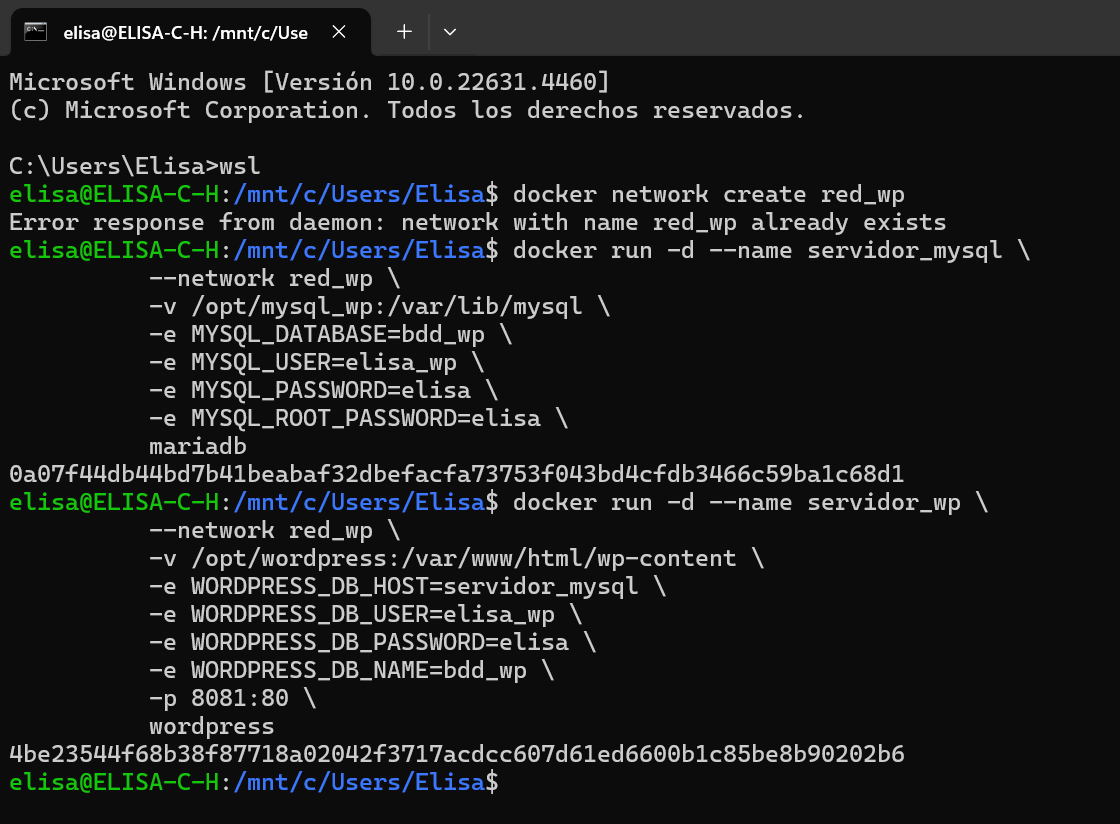 elisa@ELISA-C-H: /mnt/c/Use
Microsoft Windows [Versión 10.0.22631.4460]
(c) Microsoft Corporation. Todos los derechos reservados.
C:\Users\Elisa>wsl
elisa@ELISA-C-H:/mnt/c/Users/Elisa$ docker network create red_wp
Error response from daemon: network with name red_wp already exists
elisa@ELISA-C-H:/mnt/c/Users/Elisa$ docker run -d --name servidor_mysql \
--network red_wp \
-v /opt/mysql_wp:/var/lib/mysql \
-e MYSQL_DATABASE=bdd_wp \
-e MYSQL_USER=elisa_wp \
-e MYSQL_PASSWORD=elisa \
-e MYSQL_ROOT_PASSWORD=elisa \
mariadb
0a07f44db44bd7b41beabaf32dbefacfa73753f043bd4cfdb3466c59ba1c68d1
elisa@ELISA-C-H:/mnt/c/Users/Elisa$ docker run -d --name servidor_wp \
--network red_wp \
-v /opt/wordpress:/var/www/html/wp-content \
-e WORDPRESS_DB_HOST=servidor_mysql \
-e WORDPRESS_DB_USER=elisa_wp \
-e WORDPRESS_DB_PASSWORD=elisa \
-e WORDPRESS_DB_NAME=bdd_wp \
-p 8081:80 \
wordpress
4be23544f68b38f87718a02042f3717acdcc607d61ed6600b1c85be8b90202b6
elisa@ELISA-C-H:/mnt/c/Users/Elisa$